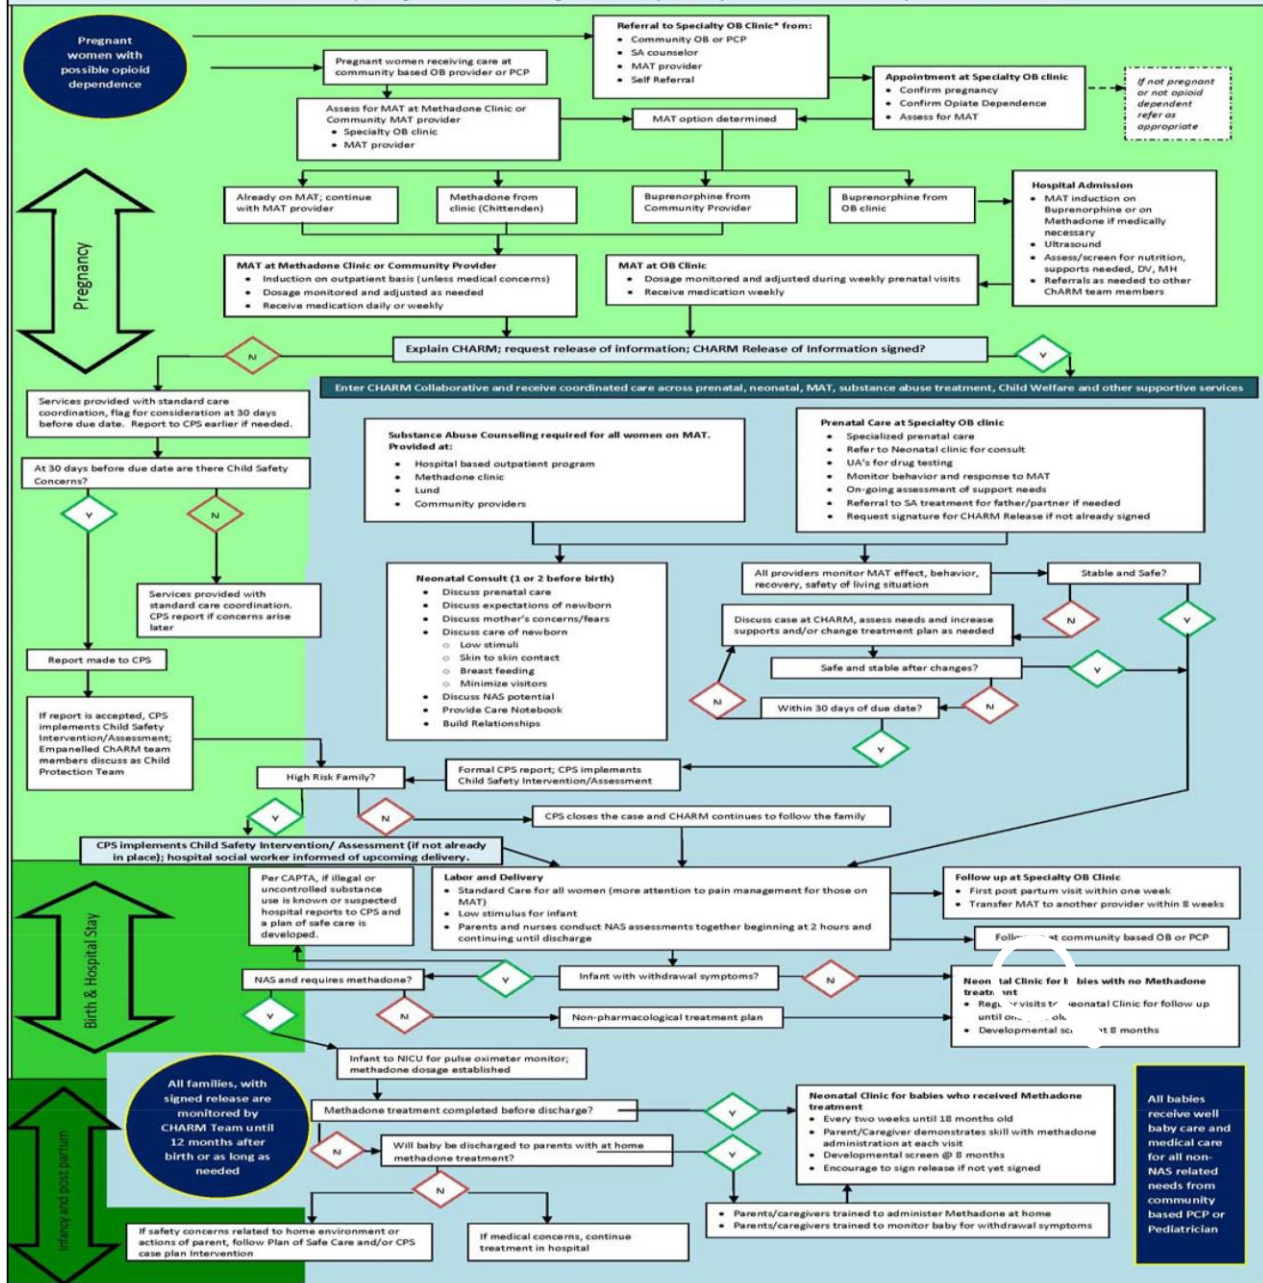 Pregnant
women with
possible opioid
dependence
Referral to Specialty OB Clinic* from:
• Community OB or PCP
• SA counselor
• MAT provider
• Self Referral
Pregnant women receiving care at
community based OB provider or PCP
Appointment at Specialty OB clinic
• Confirm pregnancy
• Confirm Opiate Dependence
• Assess for MAT
If not pregnant
or not opioid
dependent
refer as
appropriate
Assess for MAT at Methadone Clinic or
Community MAT provider
• Specialty OB clinic
• MAT provider
MAT option determined
Pregnancy
Already on MAT; continue
with MAT provider
Methadone from
clinic (Chittenden)
Buprenorphine from
Community Provider
Buprenorphine from
OB clinic
Hospital Admission
• MAT induction on
Buprenorphine or on
Methadone if medically
necessary
• Ultrasound
• Assess/screen for nutrition,
supports needed, DV, MH
• Referrals as needed to other
ChARM team members
MAT at Methadone Clinic or Community Provider
• Induction on outpatient basis (unless medical concerns)
• Dosage monitored and adjusted as needed
• Receive medication daily or weekly
MAT at OB Clinic
• Dosage monitored and adjusted during weekly prenatal visits
• Receive medication weekly
Explain CHARM; request release of information; CHARM Release of Information signed?
N
Y
Enter CHARM Collaborative and receive coordinated care across prenatal, neonatal, MAT, substance abuse treatment, Child Welfare and other supportive services
Services provided with standard care
coordination, flag for consideration at 30 days
before due date. Report to CPS earlier if needed.
At 30 days before due date are there Child Safety
Concerns?
Y
N
Services provided with
standard care coordination.
CPS report if concerns arise
later
Report made to CPS
If report is accepted, CPS
implements Child Safety
Intervention/Assessment;
Empanelled ChARM team
members discuss as Child
Protection Team
Substance Abuse Counseling required for all women on MAT.
Provided at:
• Hospital based outpatient program
• Methadone clinic
• Lund
• Community providers
Prenatal Care at Specialty OB clinic
• Specialized prenatal care
• Refer to Neonatal clinic for consult
• UA's for drug testing
• Monitor behavior and response to MAT
• On-going assessment of support needs
• Referral to SA treatment for father/partner if needed
• Request signature for CHARM Release if not already signed
Neonatal Consult (1 or 2 before birth)
• Discuss prenatal care
• Discuss expectations of newborn
• Discuss mother's concerns/fears
• Discuss care of newborn
o Low stimuli
o Skin to skin contact
o Breast feeding
o Minimize visitors
• Discuss NAS potential
• Provide Care Notebook
• Build Relationships
All providers monitor MAT effect, behavior,
recovery, safety of living situation
Stable and Safe?
N
Y
Discuss case at CHARM, assess needs and increase
supports and/or change treatment plan as needed
Safe and stable after changes?
Y
N
N
Within 30 days of due date?
Y
Formal CPS report; CPS implements
Child Safety Intervention/Assessment
High Risk Family?
Y
N
CPS closes the case and CHARM continues to follow the family
CPS implements Child Safety Intervention/ Assessment (if not already
in place); hospital social worker informed of upcoming delivery.
Birth & Hospital Stay
Per CAPTA, if illegal or
uncontrolled substance
use is known or suspected
hospital reports to CPS and
a plan of safe care is
developed.
Labor and Delivery
• Standard Care for all women (more attention to pain management for those on
MAT)
• Low stimulus for infant
• Parents and nurses conduct NAS assessments together beginning at 2 hours and
continuing until discharge
Follow up at Specialty OB Clinic
• First post partum visit within one week
• Transfer MAT to another provider within 8 weeks
at community based OB or PCP
NAS and requires methadone?
Y
Infant with withdrawal symptoms?
N
Clinic for babies with no Methadone
• visits to Neonatal Clinic for follow up
until
• Developmental at 8 months
Y
N
Non-pharmacological treatment plan
Infant to NICU for pulse oximeter monitor;
methadone dosage established
Infancy and post partum
All families, with
signed release are
monitored by
CHARM Team until
12 months after
birth or as long as
needed
Methadone treatment completed before discharge?
Y
N
Will baby be discharged to parents with at home
methadone treatment?
Y
N
Neonatal Clinic for babies who received Methadone
treatment
• Every two weeks until 18 months old
• Parent/Caregiver demonstrates skill with methadone
administration at each visit
• Developmental screen @ 8 months
• Encourage to sign release if not yet signed
All babies
receive well
baby care and
medical care
for all non-
NAS related
needs from
community
based PCP or
Pediatrician
• Parents/caregivers trained to administer Methadone at home
• Parents/caregivers trained to monitor baby for withdrawal symptoms
If safety concerns related to home environment or
actions of parent, follow Plan of Safe Care and/or CPS
case plan Intervention
If medical concerns, continue
treatment in hospital